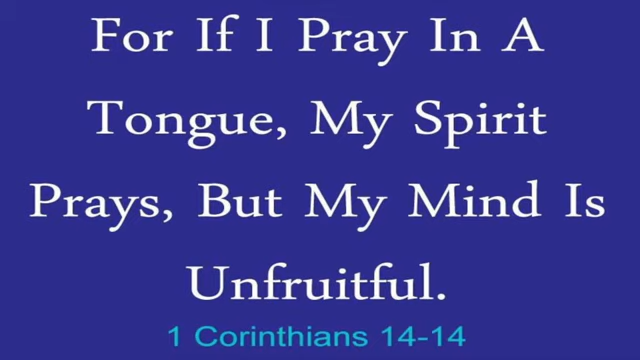 For If I Pray In A
Tongue, My Spirit
Prays, But My Mind Is
Unfruitful.
1 Corinthians 14-14